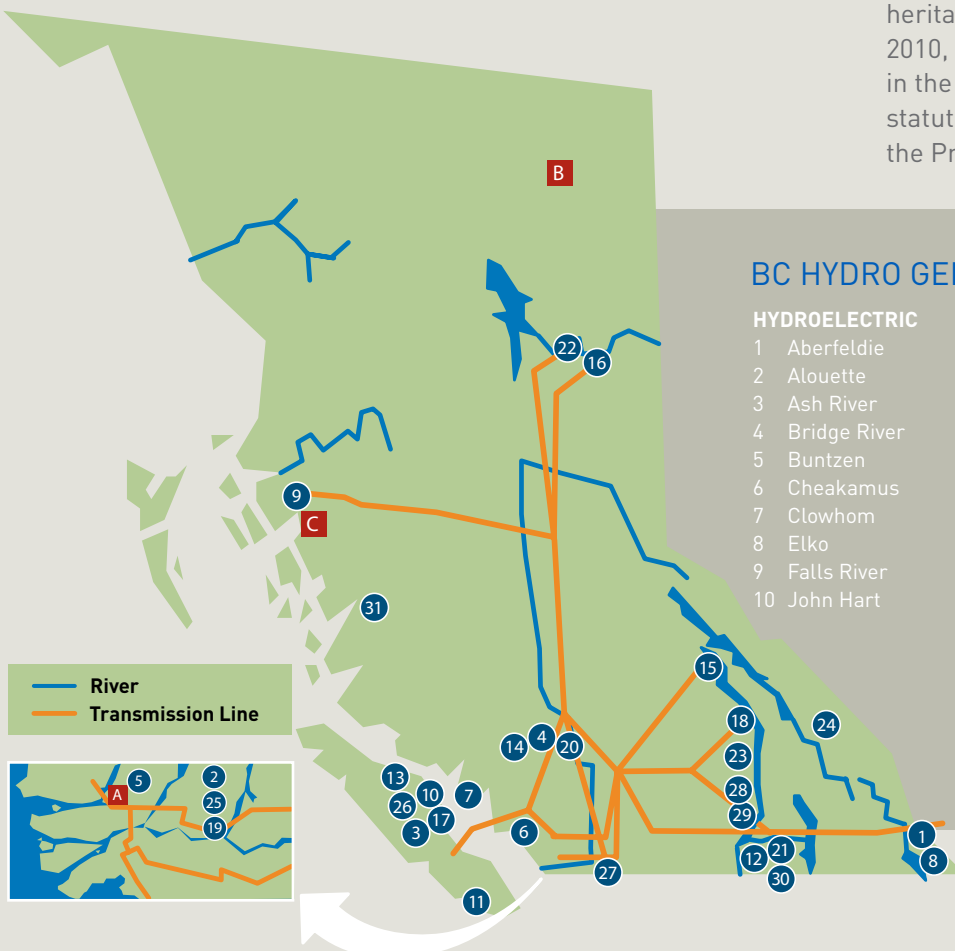 herita
2010,
in the
statut
the Pr
BC HYDRO GE
HYDROELECTRIC
1 Aberfeldie
2 Alouette
3 Ash River
4 Bridge River
5 Buntzen
6 Cheakamus
7 Clowhom
8 Elko
9 Falls River
10 John Hart
B
22
16
9
C
31
15
18
24
14
4
20
23
13
10
7
28
26
17
29
3
6
1
12
21
8
27
30
11
River
Transmission Line
5
2
A
25
19